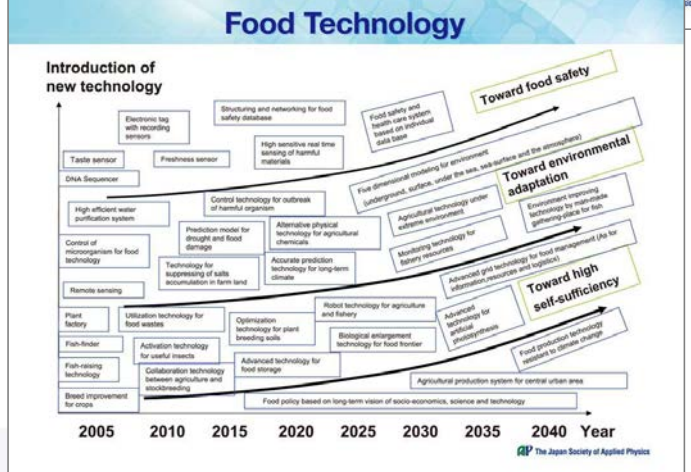 Food Technology
Introduction of
new technology
Electronic tag
with recording
sensors
Structuring and networking for food
safety database
Food safety and
health care system
based on individual
data base
Toward food safety
Taste sensor
Freshness sensor
High sensitive real time
sensing of harmful
materials
DNA Sequencer
Five dimensional modeling for environment
(underground, surface, under the sea, sea-surface and the atmosphere)
Toward environmental
adaptation
High efficient water
purification system
Control technology for outbreak
of harmful organism
Agricultural technology under
extreme environment
Environment improving
technology by man-made
gathering-place for fish
Prediction model for
drought and flood
damage
Alternative physical
technology for agricultural
chemicals
Control of
microorganism for food
technology
Monitoring technology for
fishery resources
Technology for
suppressing of salts
accumulation in farm land
Accurate prediction
technology for long-term
climate
Advanced grid technology for food management (As for
information,resources and logistics)
Remote sensing
Toward high
self-sufficiency
Robot technology for agriculture
and fishery
Plant
factory
Utilization technology for
food wastes
Optimization
technology for plant
breeding soils
Advanced
technology for
artificial
photosynthesis
Biological enlargement
technology for food frontier
Fish-finder
Activation technology
for useful insects
Food production technology
resistant to climate change
Fish-raising
technology
Collaboration technology
between agriculture and
stockbreeding
Advanced technology for
food storage
Agricultural production system for central urban area
Breed improvement
for crops
Food policy based on long-term vision of socio-economics, science and technology
2005 2010 2015 2020 2025 2030 2035 2040 Year
The Japan Society of Applied Physics